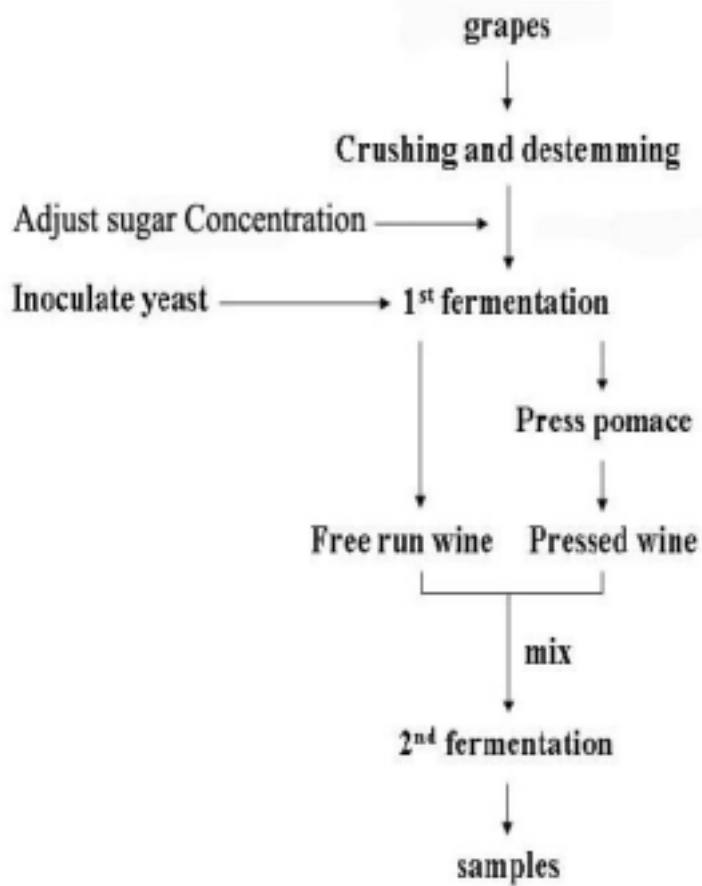 grapes
Crushing and destemming
Adjust sugar Concentration
Inoculate yeast
1st fermentation
Press pomace
Free run wine
Pressed wine
mix
2nd fermentation
samples